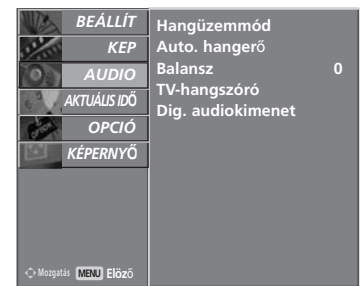 BEÁLLÍT
KEP
AUDIO
AKTUÁLIS IDŐ
OPCIÓ
KÉPERNYŐ
Mozgatás MENU Előző
Hangüzemmód
Auto. hangerő
Balansz 0
TV-hangszóró
Dig. audiokimenet